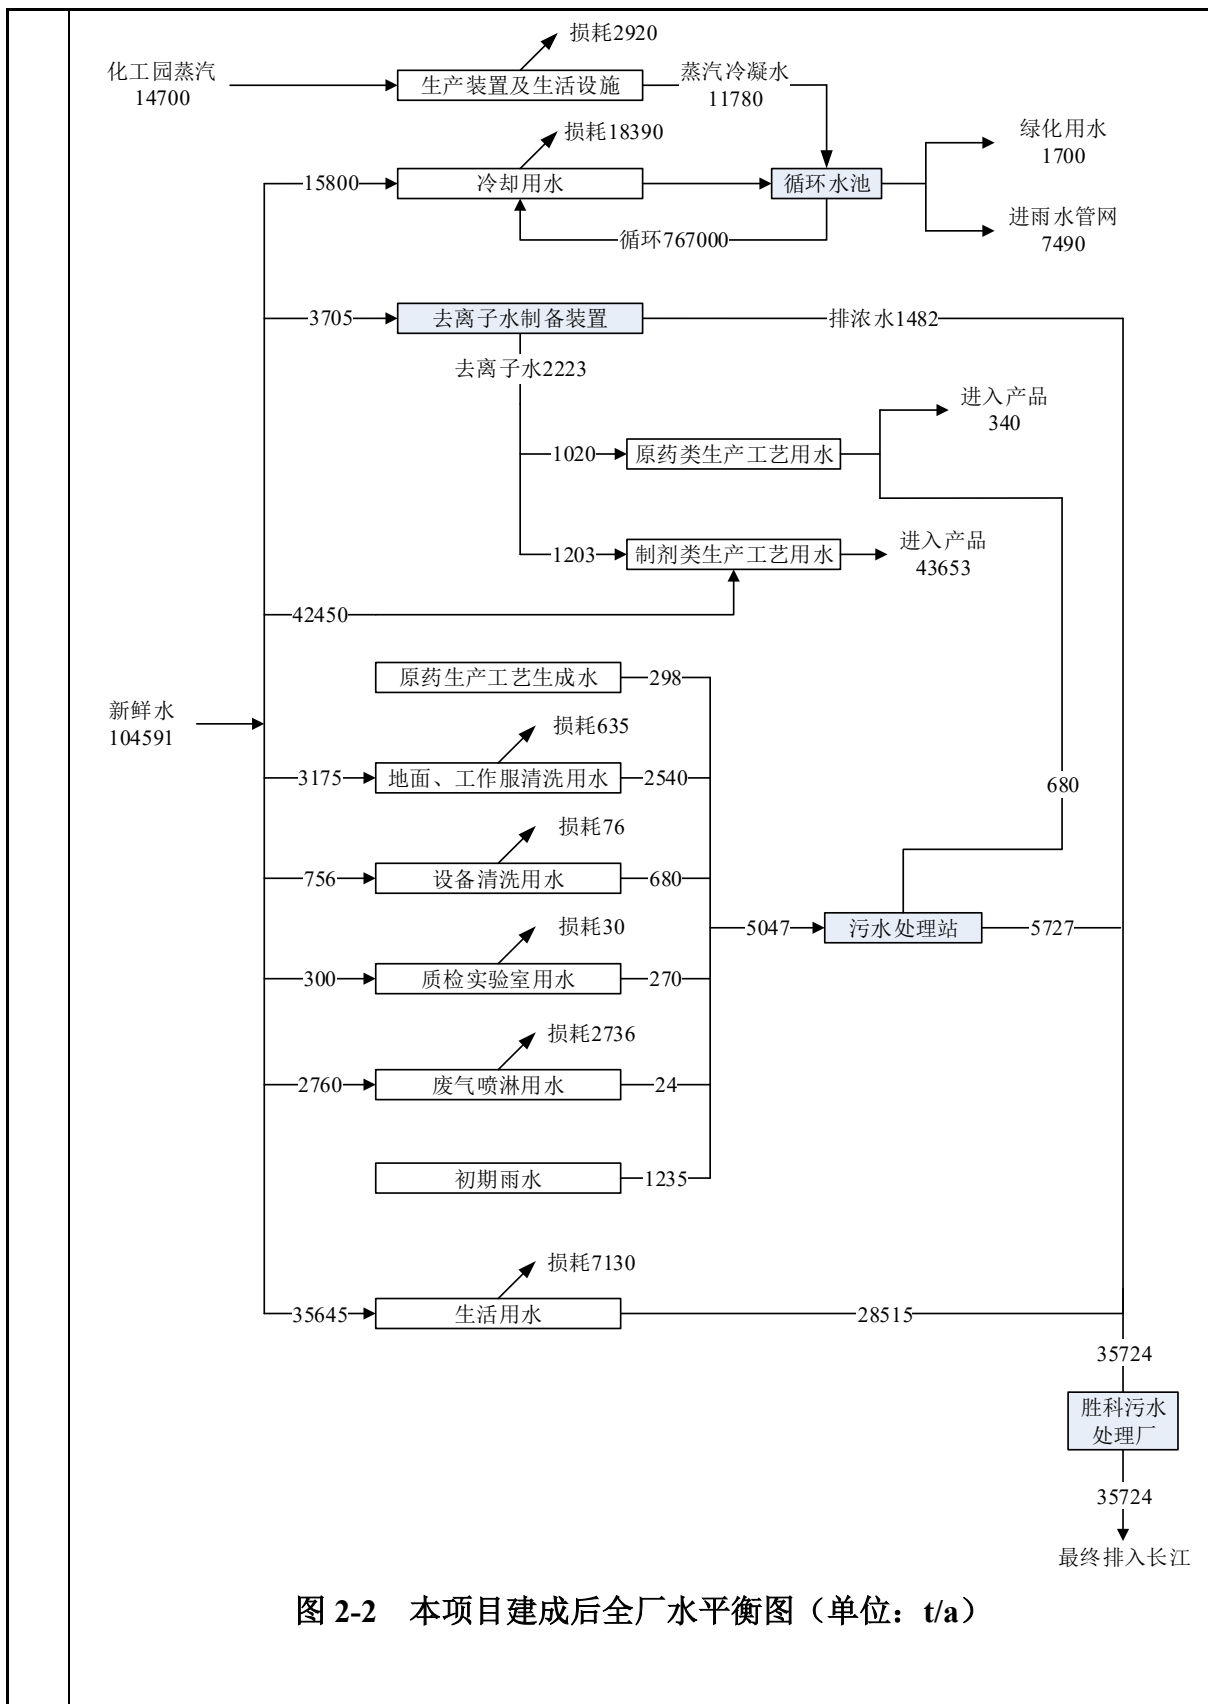 损耗2920
化工园蒸汽
14700
生产装置及生活设施
蒸汽冷凝水
11780
损耗18390
绿化用水
1700
15800
冷却用水
循环水池
循环767000
进雨水管网
7490
3705
去离子水制备装置
排浓水1482
去离子水2223
进入产品
340
1020
原药类生产工艺用水
1203
制剂类生产工艺用水
进入产品
43653
42450
原药生产工艺生成水
298
新鲜水
104591
损耗635
3175
地面、工作服清洗用水
2540
680
损耗76
756
设备清洗用水
680
损耗30
5047
污水处理站
5727
300
质检实验室用水
270
损耗2736
2760
废气喷淋用水
24
初期雨水
1235
损耗7130
35645
生活用水
28515
35724
胜科污水
处理厂
35724
最终排入长江
图 2-2 本项目建成后全厂水平衡图（单位：t/a）